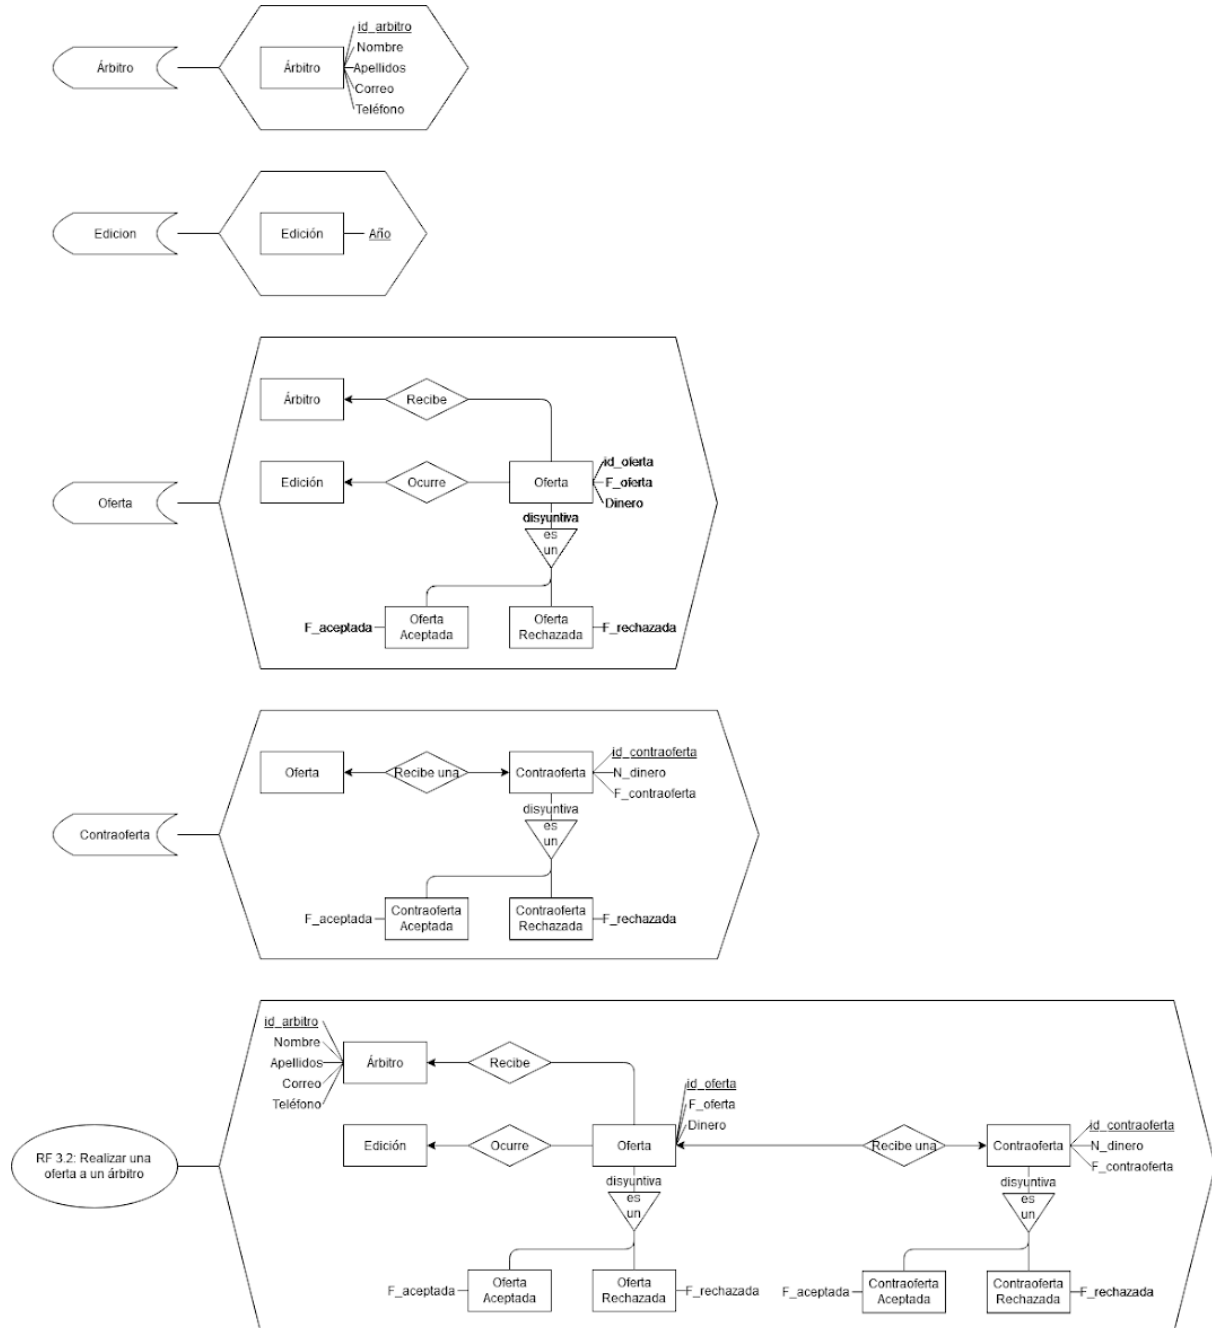 Árbitro
Árbitro
id_arbitro
Nombre
Apellidos
Correo
Teléfono
Edicion
Edición
Año
Oferta
Árbitro
Recibe
Edición
Ocurre
Oferta
id_oferta
F_oferta
Dinero
disyuntiva
es
un
F_aceptada
Oferta
Aceptada
Oferta
Rechazada
F_rechazada
Contraoferta
Oferta
Recibe una
Contraoferta
id_contraoferta
N_dinero
F_contraoferta
disyuntiva
es
un
F_aceptada
Contraoferta
Aceptada
Contraoferta
Rechazada
F_rechazada
RF 3.2: Realizar una
oferta a un árbitro
id_arbitro
Nombre
Apellidos
Correo
Teléfono
Árbitro
Recibe
Edición
Ocurre
Oferta
id_oferta
F_oferta
Dinero
Recibe una
Contraoferta
id_contraoferta
N_dinero
F_contraoferta
disyuntiva
es
un
F_aceptada
Oferta
Aceptada
Oferta
Rechazada
F_rechazada
disyuntiva
es
un
F_aceptada
Contraoferta
Aceptada
Contraoferta
Rechazada
F_rechazada